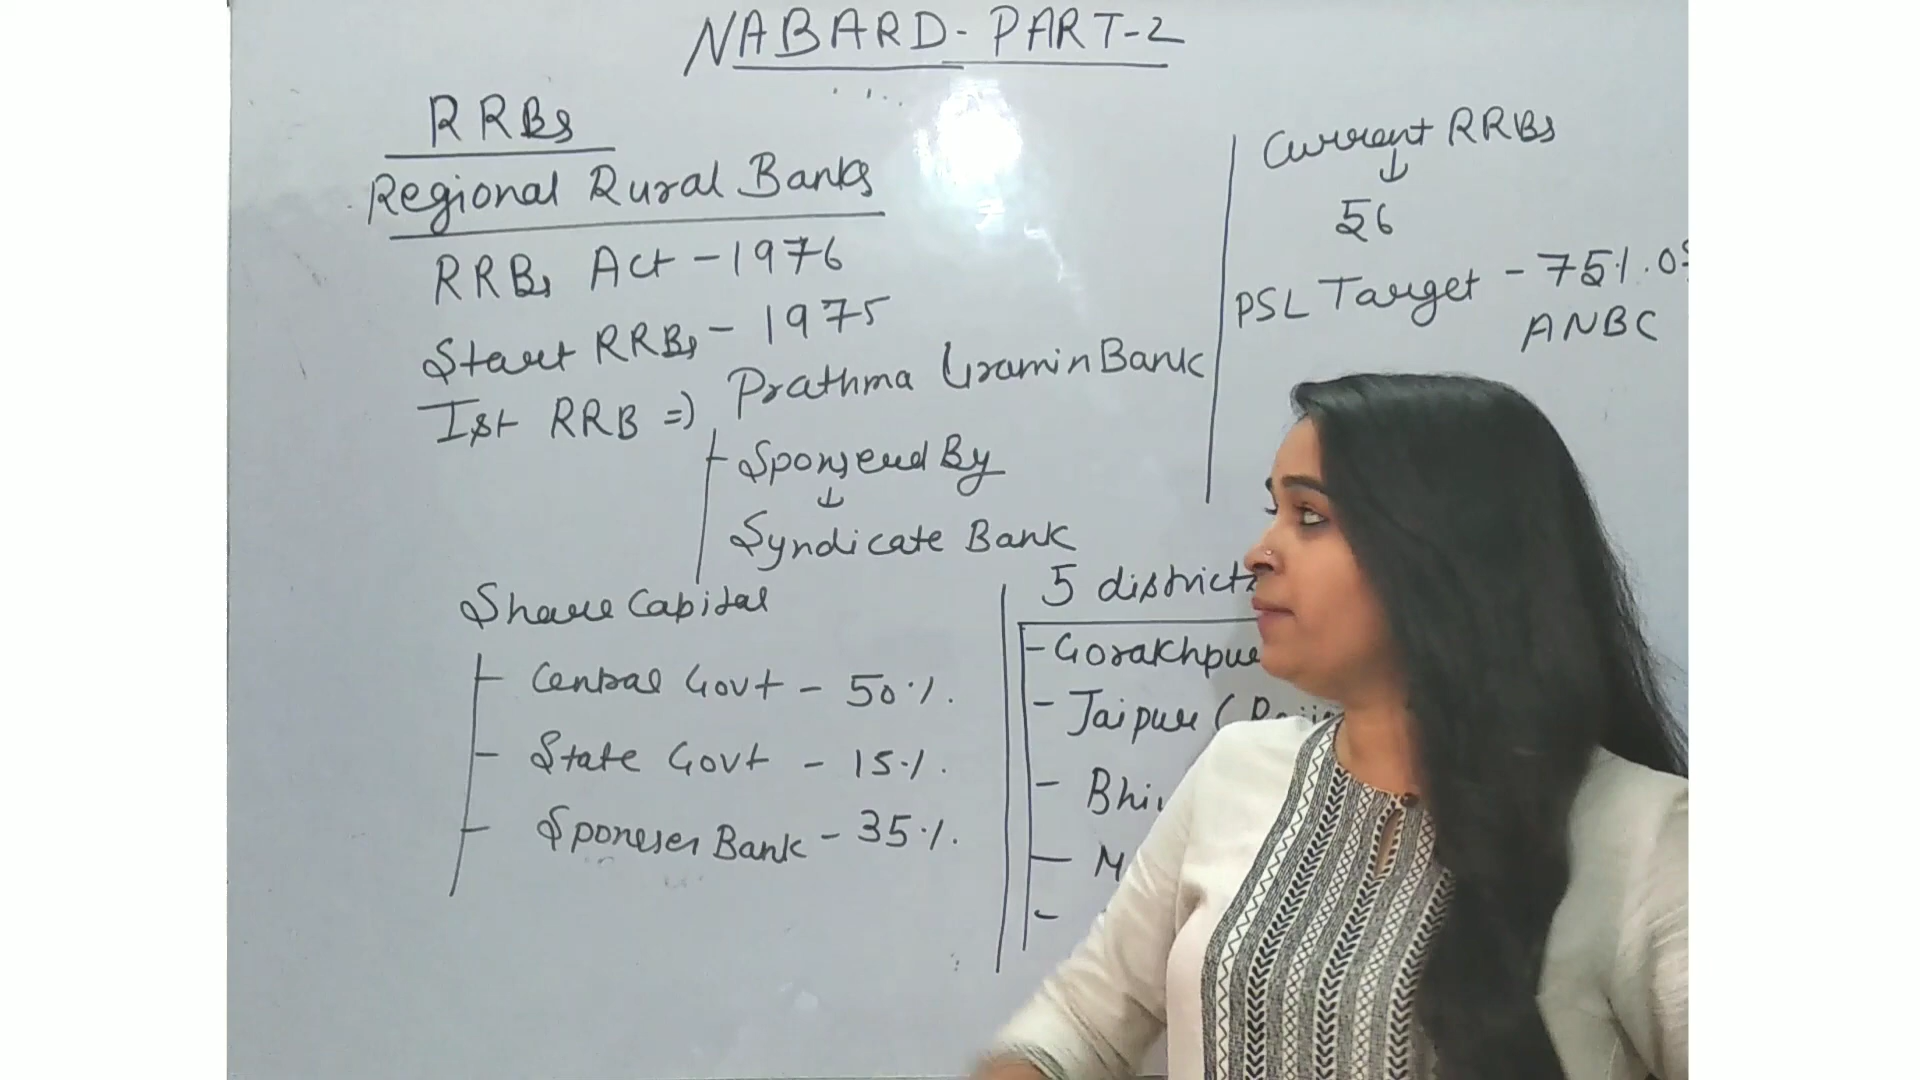 NABARD - PART-2
RRBs
Regional Rural Banks
RRBs Act - 1976
Start RRBs - 1975
Ist RRB => Prathma Gramin Bank
Sponsered By
↓
Syndicate Bank
Share Capital
- Central Govt - 50%.
- State Govt - 15%.
- Sponser Bank - 35%.
Current RRBs
↓
56
PSL Target - 75%. of
ANBC
5 districts
- Gorakhpur
- Jaipur (